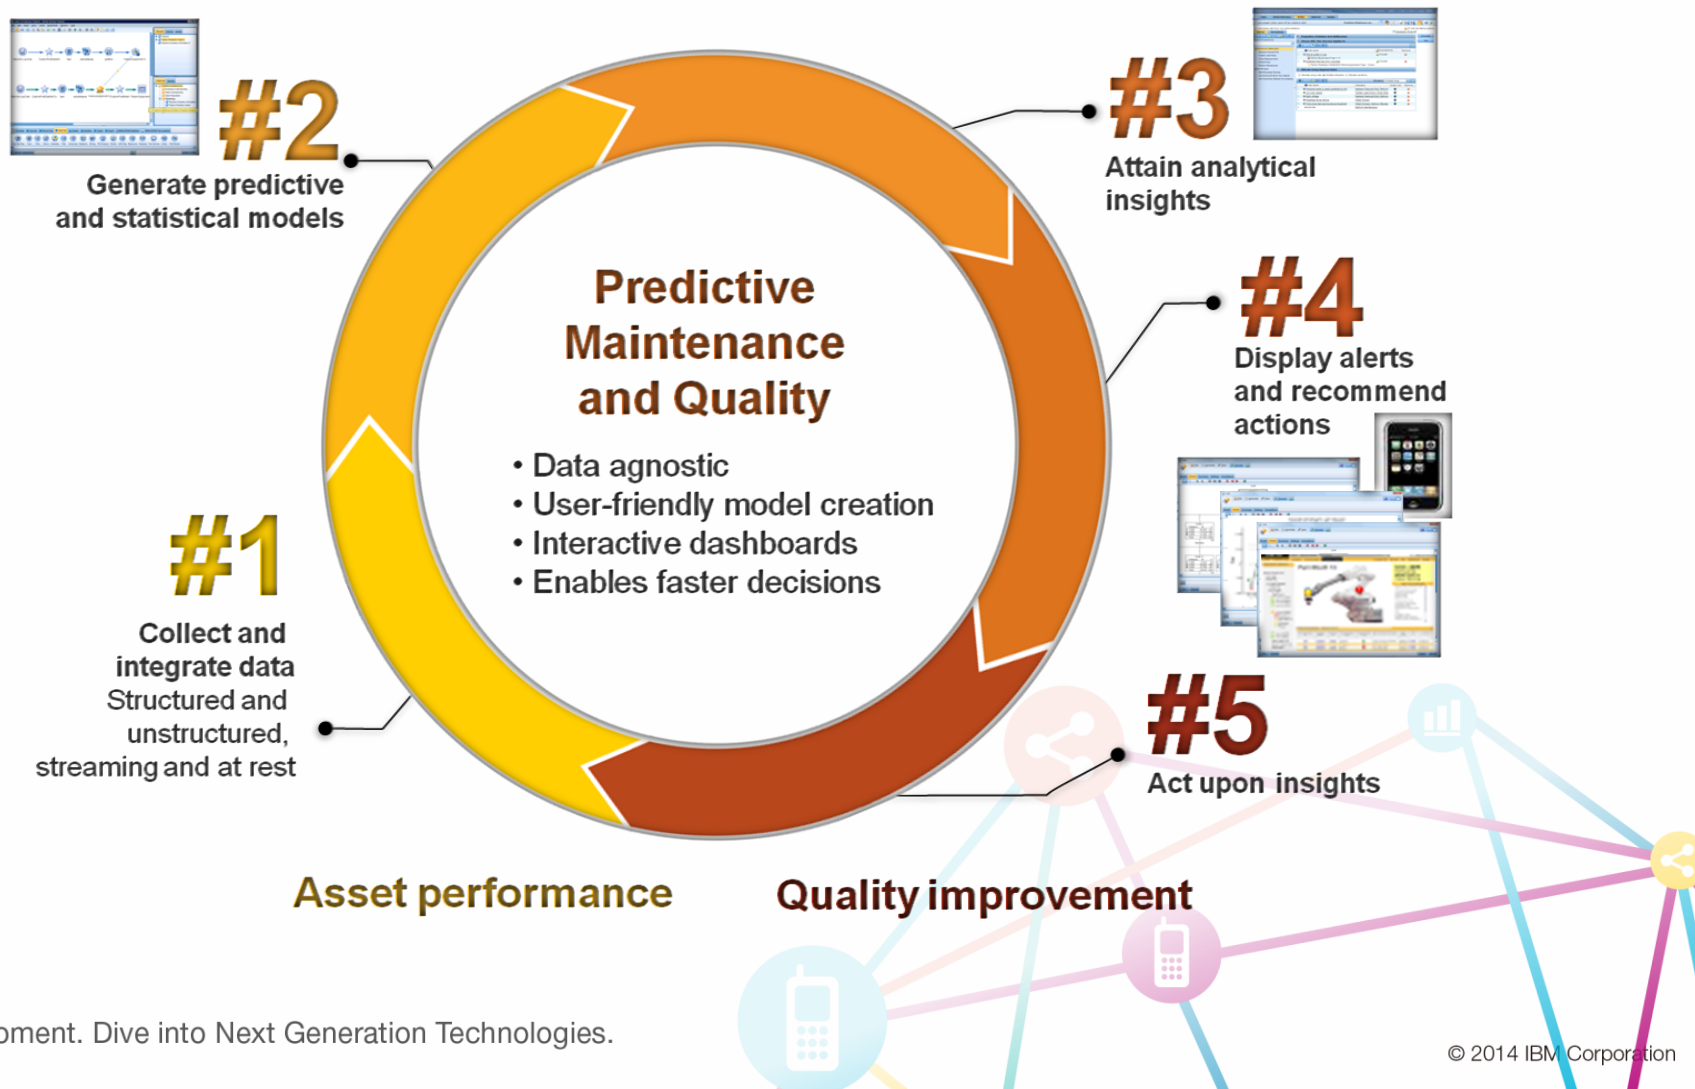 #2
Generate predictive
and statistical models
#3
Attain analytical
insights
#4
Display alerts
and recommend
actions
Predictive
Maintenance
and Quality
• Data agnostic
• User-friendly model creation
• Interactive dashboards
• Enables faster decisions
#1
Collect and
integrate data
Structured and
unstructured,
streaming and at rest
#5
Act upon insights
Asset performance
Quality improvement
Dive into Next Generation Technologies.
© 2014 IBM Corporation